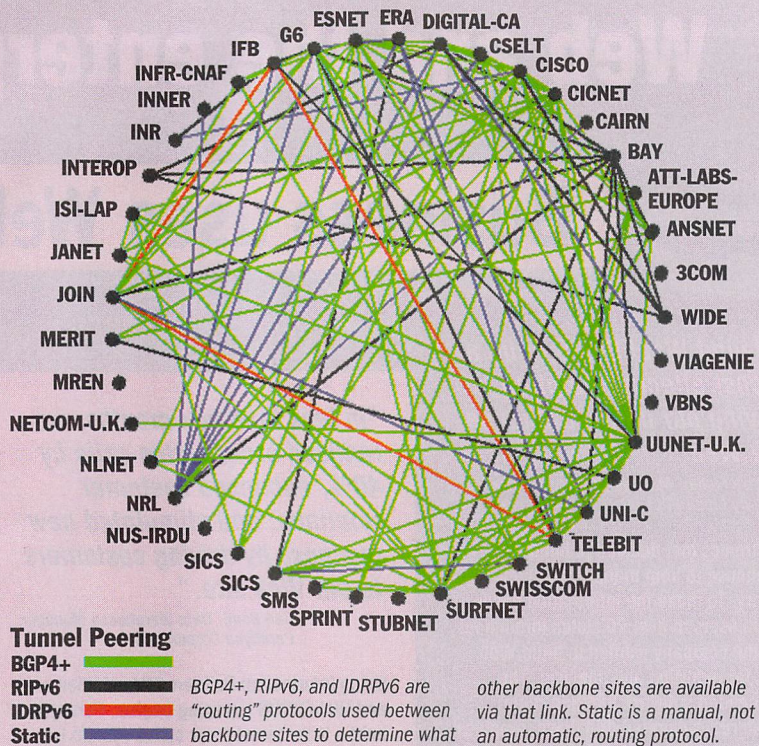 ESNET ERA DIGITAL-CA
G6 CSELT
IFB CISCO
INFR-CNAF CICNET
INNER CAIRN
INR BAY
INTEROP ATT-LABS-
EUROPE
ISI-LAP ANSNET
JANET 3COM
JOIN WIDE
MERIT VIAGENIE
MREN VBNS
NETCOM-U.K. UUNET-U.K.
NLNET UO
NRL UNI-C
NUS-IRDU TELEBIT
SICS SWITCH
SICS SWISSCOM
SMS SURFNET
SPRINT STUBNET
Tunnel Peering
BGP4+
RIPv6
IDRPv6
Static
BGP4+, RIPv6, and IDRPv6 are
"routing" protocols used between
backbone sites to determine what
other backbone sites are available
via that link. Static is a manual, not
an automatic, routing protocol.